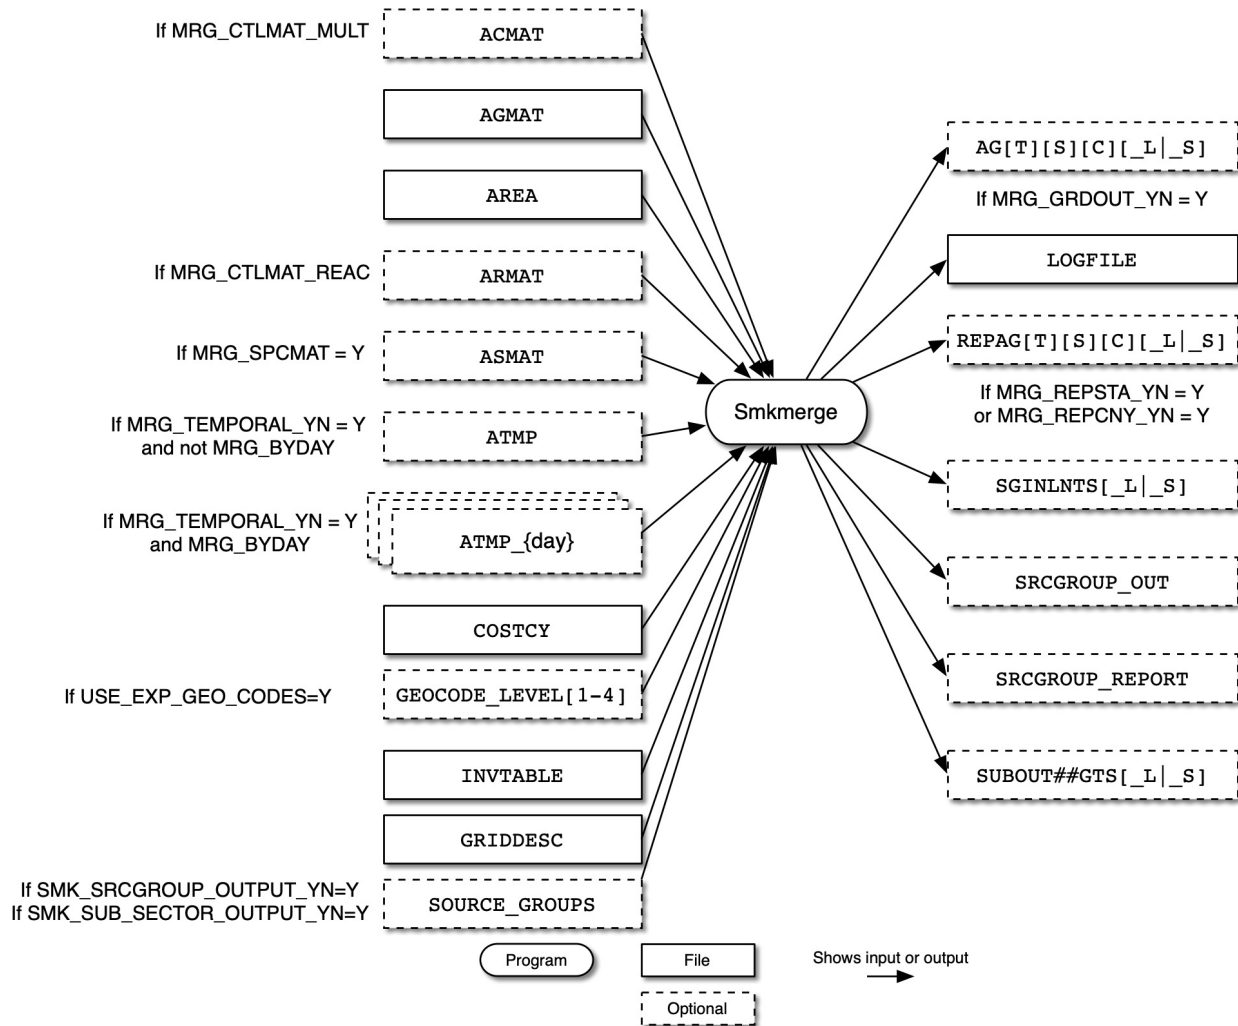 If MRG_CTLMAT_MULT
ACMAT
AGMAT
AREA
If MRG_CTLMAT_REAC
ARMAT
If MRG_SPCMAT = Y
ASMAT
If MRG_TEMPORAL_YN = Y
and not MRG_BYDAY
ATMP
If MRG_TEMPORAL_YN = Y
and MRG_BYDAY
ATMP_{day}
COSTCY
If USE_EXP_GEO_CODES=Y
GEOCODE_LEVEL[1-4]
INVTABLE
GRIDDESC
If SMK_SRCGROUP_OUTPUT_YN=Y
If SMK_SUB_SECTOR_OUTPUT_YN=Y
SOURCE_GROUPS
Smkmerge
AG[T][S][C][_L|_S]
If MRG_GRDOUT_YN = Y
LOGFILE
REPAG[T][S][C][_L|_S]
If MRG_REPSTA_YN = Y
or MRG_REPCNY_YN = Y
SGINLNTS[_L|_S]
SRCGROUP_OUT
SRCGROUP_REPORT
SUBOUT##GTS[_L|_S]
Program
File
Optional
Shows input or output